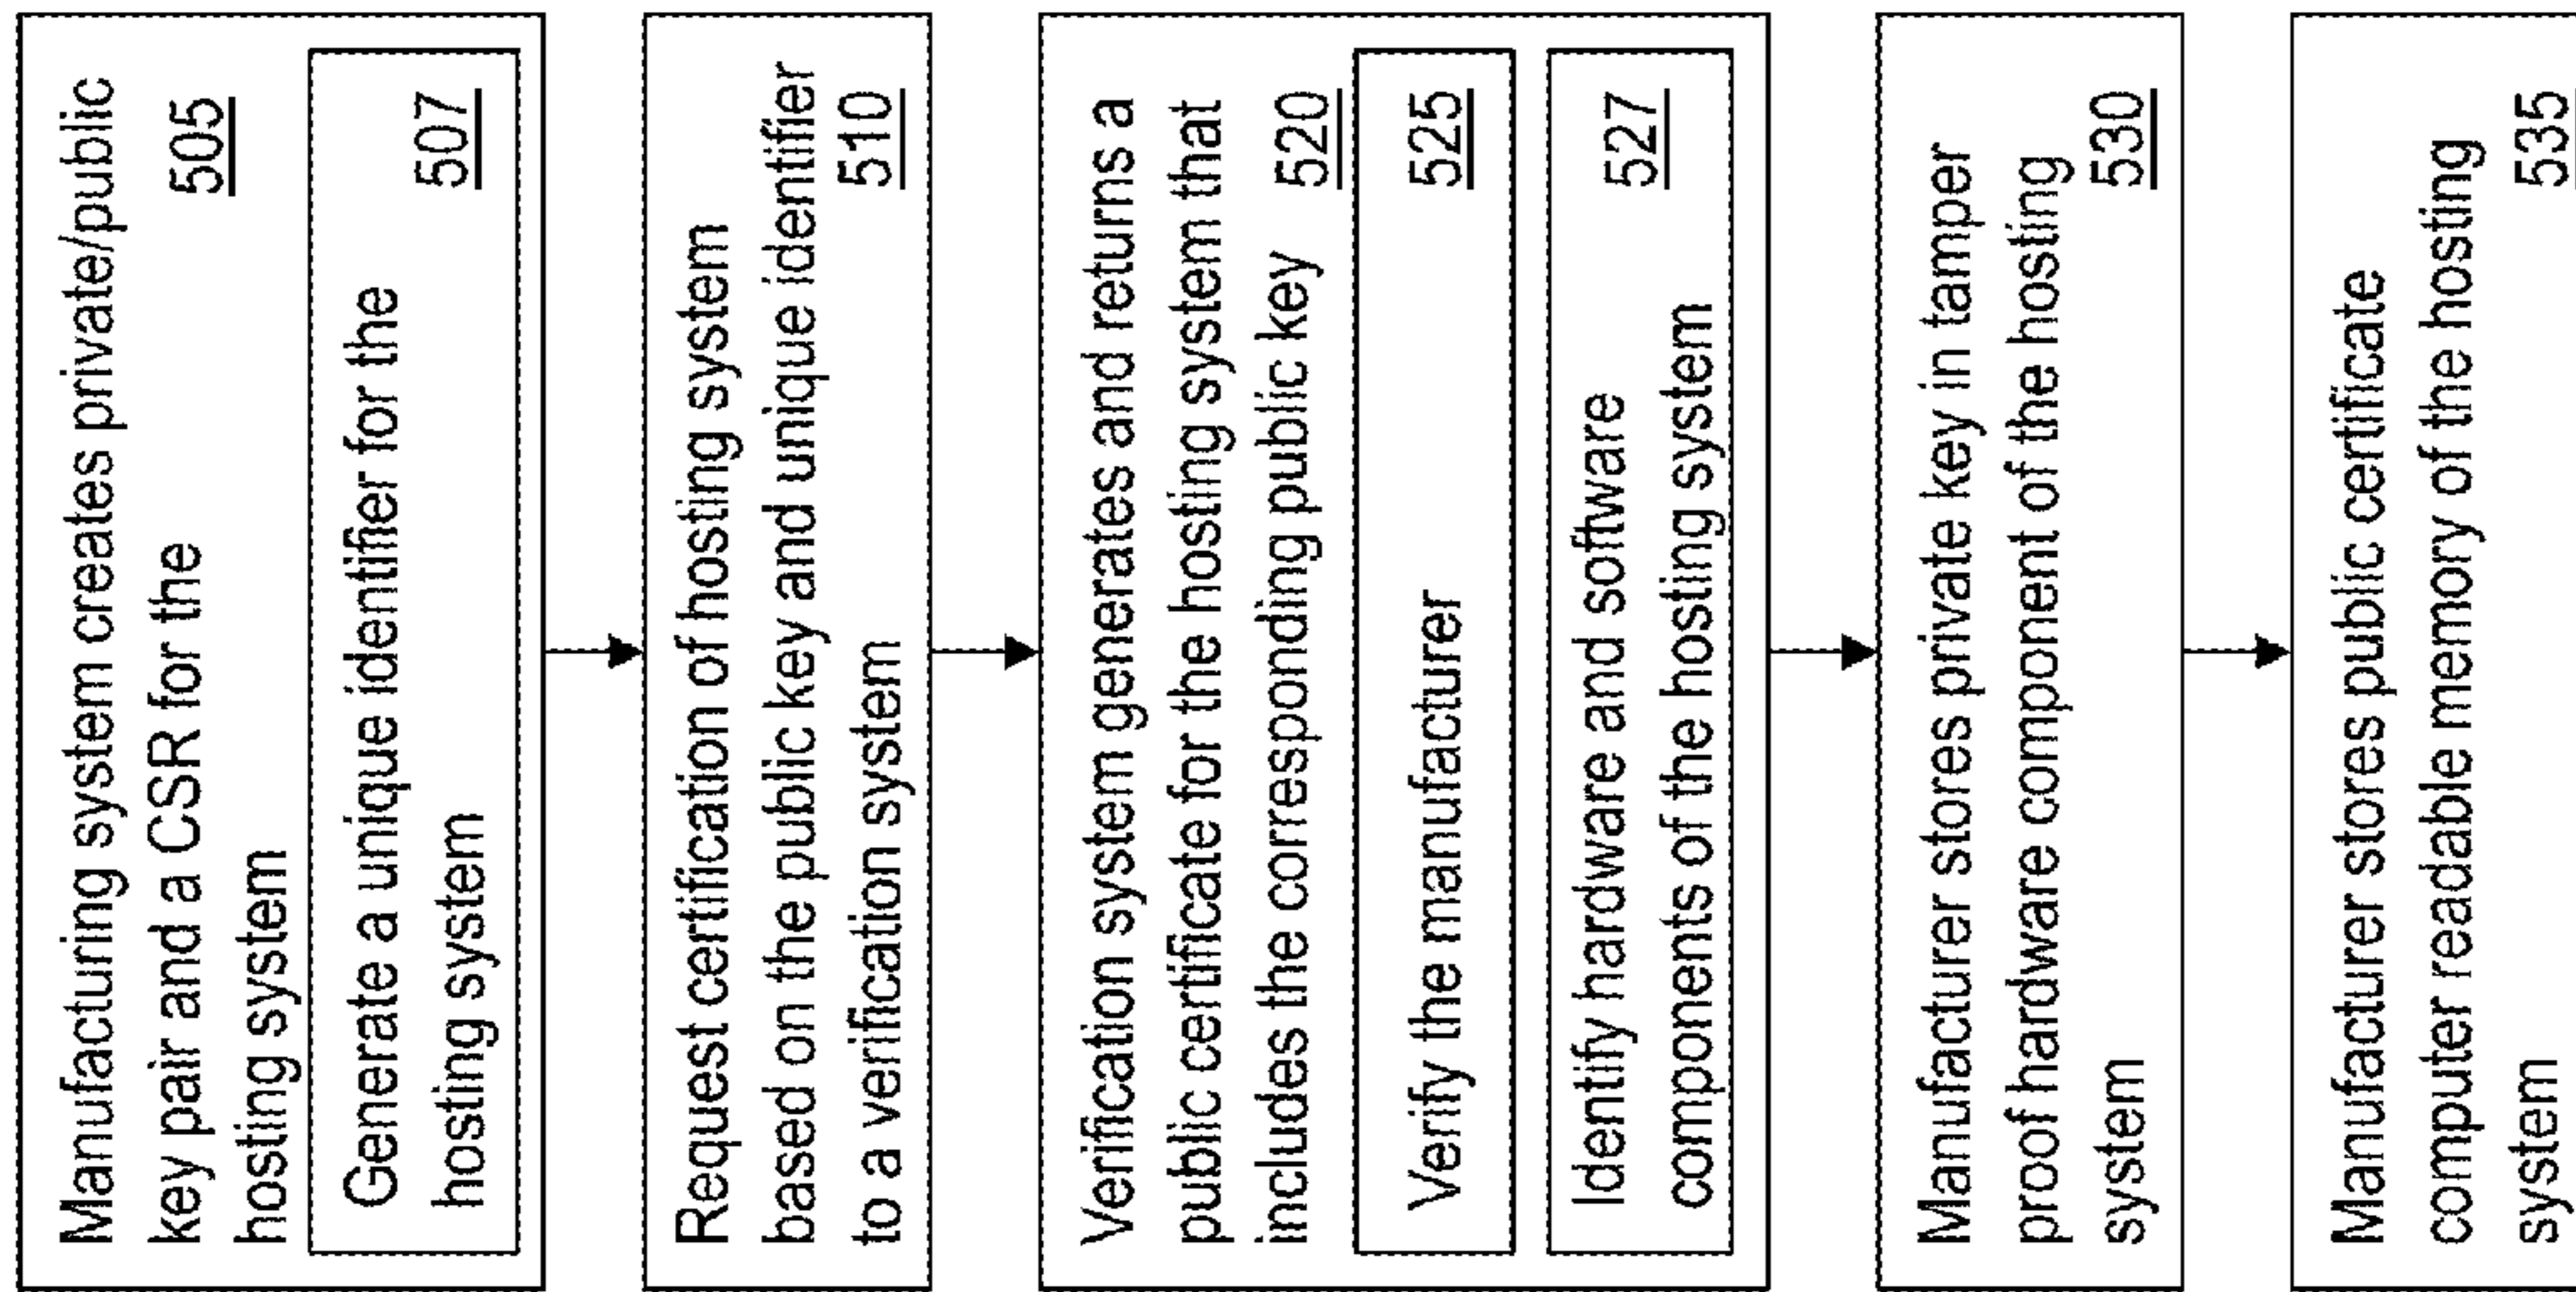 Manufacturing system creates private/public
key pair and a CSR for the
hosting system
505
Generate a unique identifier for the
hosting system
507
Request certification of hosting system
based on the public key and unique identifier
to a verification system
510
Verification system generates and returns a
public certificate for the hosting system that
includes the corresponding public key
520
Verify the manufacturer
525
Identify hardware and software
components of the hosting system
527
Manufacturer stores private key in tamper
proof hardware component of the hosting
system
530
Manufacturer stores public certificate
computer readable memory of the hosting
system
535